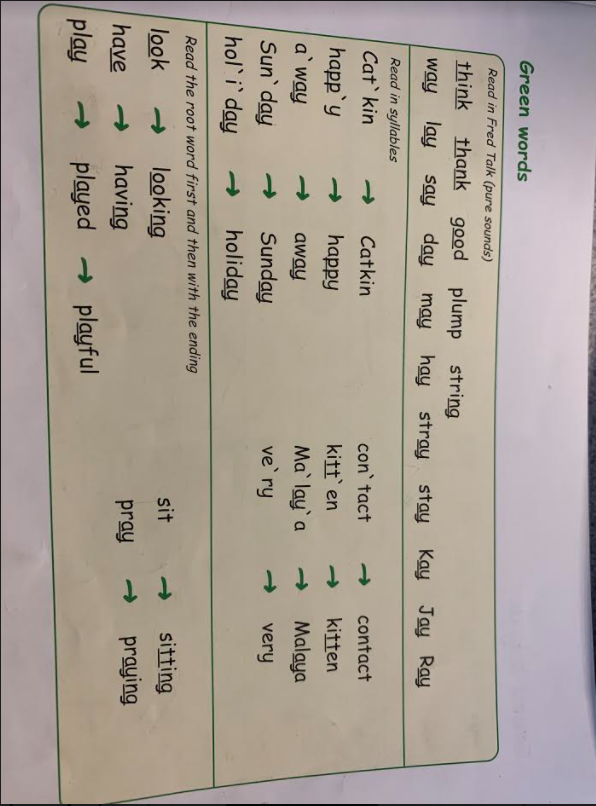 Green words
Read in Fred Talk (pure sounds)
think thank good plump string
way lay say day may hay stray stay Kay Jay Ray
Read in syllables
Cat`kin → Catkin con`tact → contact
happ`y → happy kitt`en → kitten
a`way → away Ma`lay`a → Malaya
Sun`day → Sunday ve`ry → very
hol`i`day → holiday
Read the root word first and then with the ending
look → looking sit → sitting
have → having pray → praying
play → played → playful